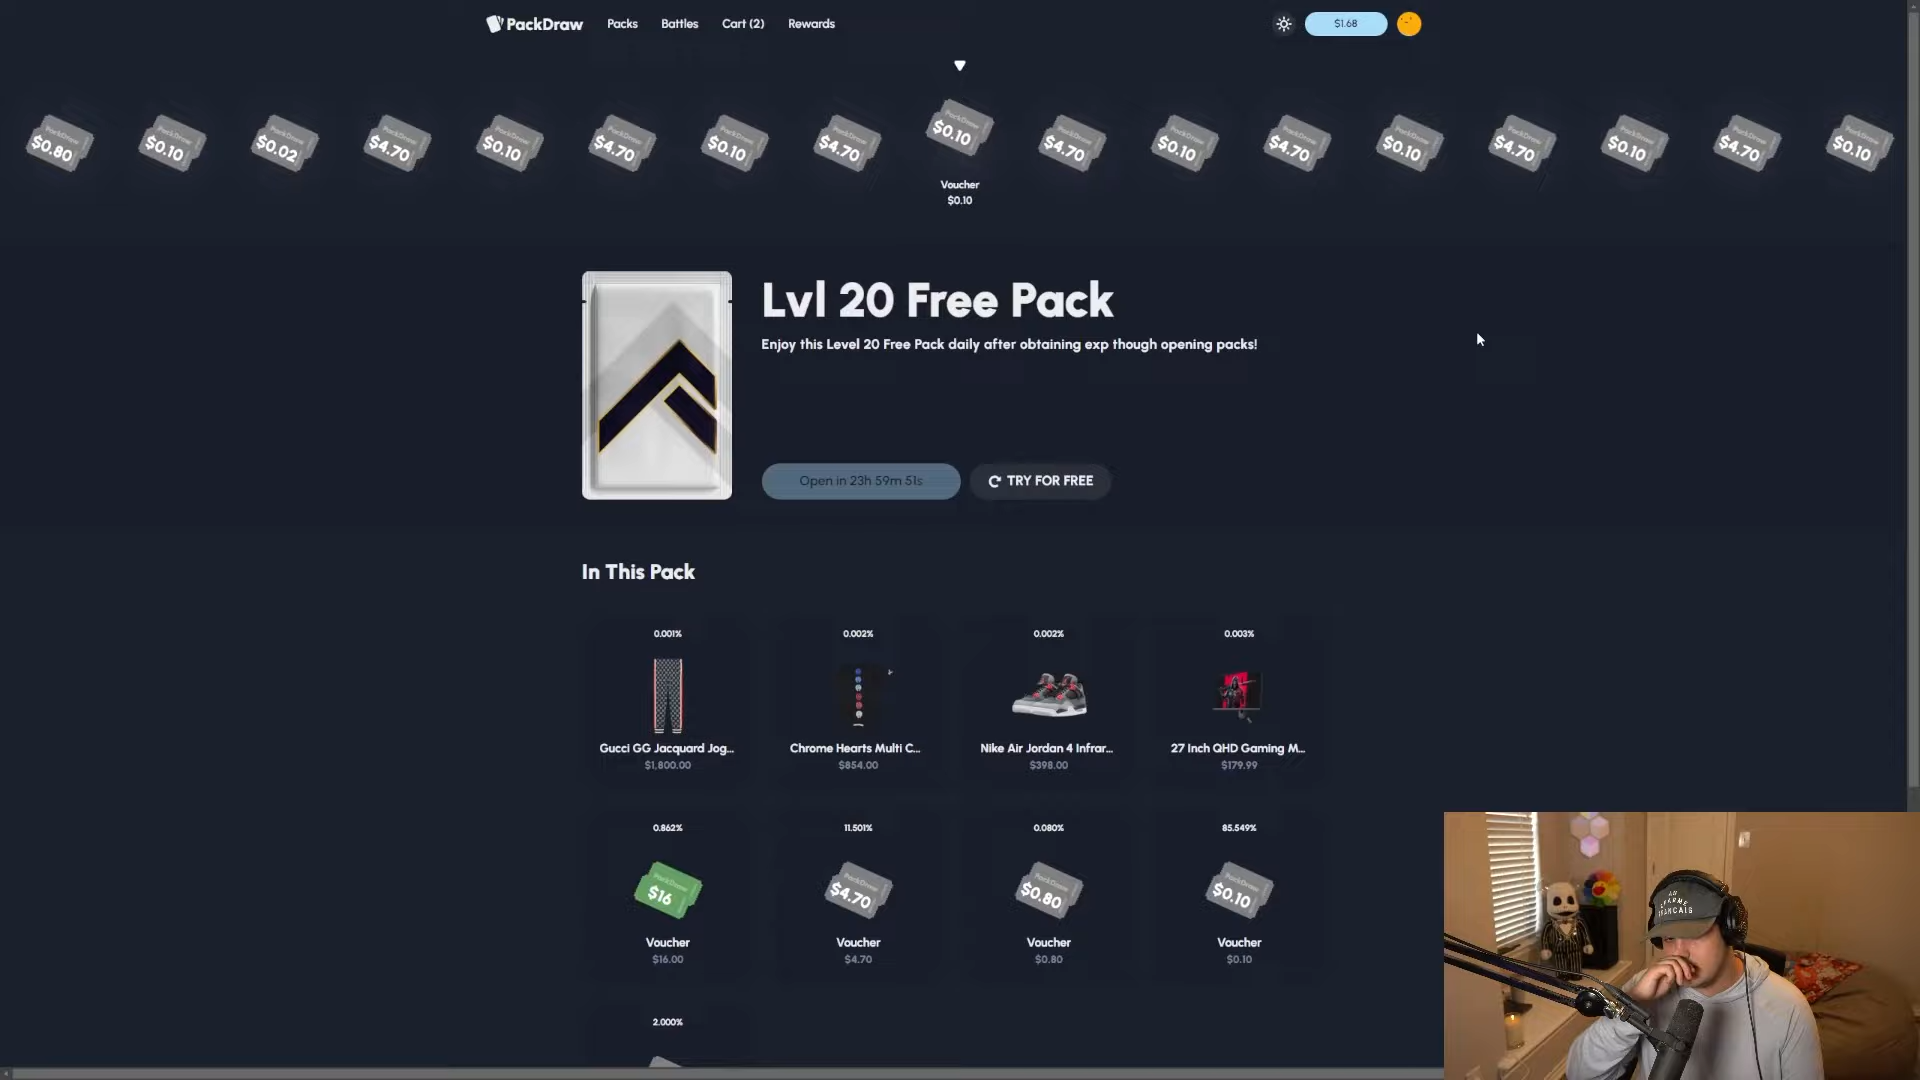 PackDraw Packs Battles Cart (2) Rewards $1.68
$0.80 $0.10 $0.02 $4.70 $0.10 $4.70 $0.10 $4.70 $0.10 $4.70 $0.10 $4.70 $0.10 $4.70 $0.10 $4.70 $0.10
Voucher
$0.10
Lvl 20 Free Pack
Enjoy this Level 20 Free Pack daily after obtaining exp though opening packs!
Open in 23h 59m 51s TRY FOR FREE
In This Pack
0.001% 0.002% 0.002% 0.003%
Gucci GG Jacquard Jog... Chrome Hearts Multi C... Nike Air Jordan 4 Infrar... 27 Inch QHD Gaming M...
$1,800.00 $854.00 $398.00 $179.99
0.862% 11.501% 0.080% 85.549%
PackDraw PackDraw PackDraw PackDraw
$16 $4.70 $0.80 $0.10
Voucher Voucher Voucher Voucher
$16.00 $4.70 $0.80 $0.10
2.000%